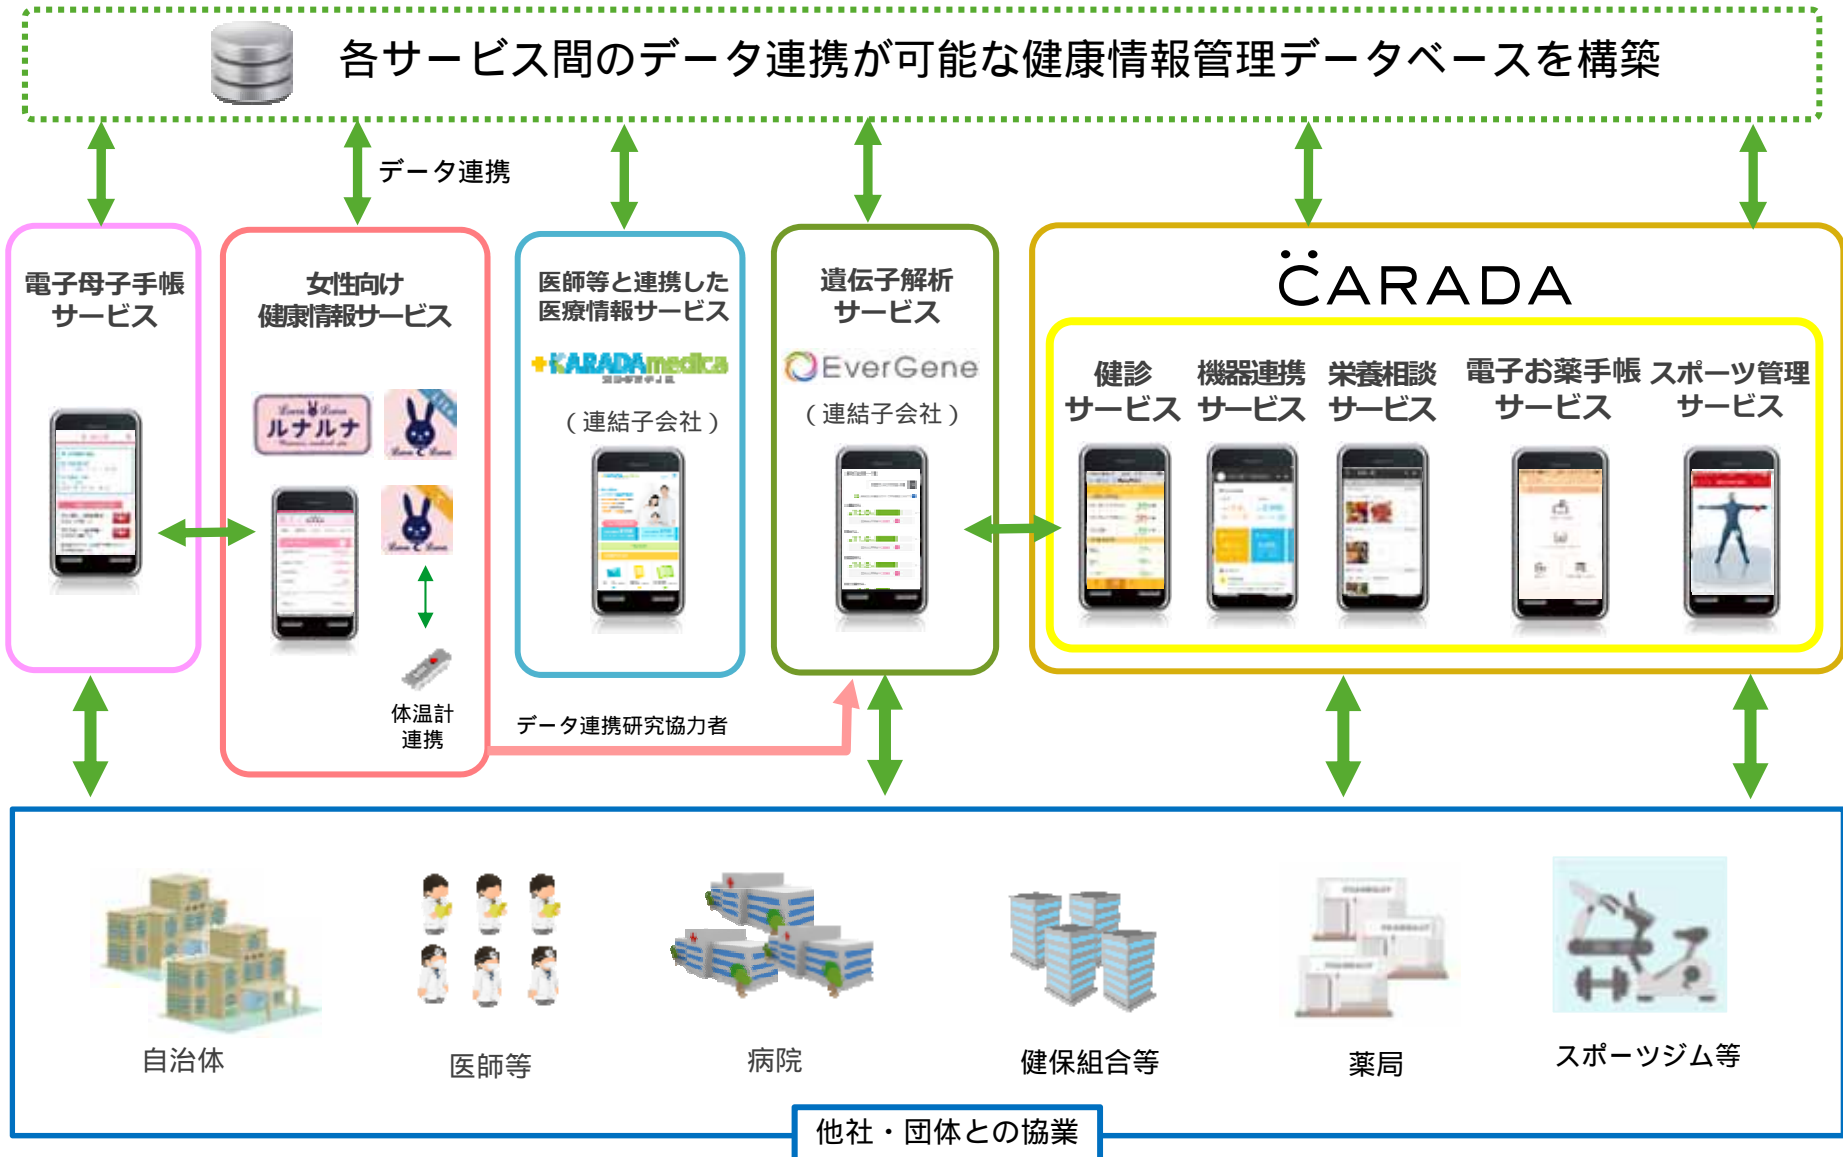 各サービス間のデータ連携が可能な健康情報管理データベースを構築
データ連携
電子母子手帳
サービス
女性向け
健康情報サービス
ルナルナ
体温計
連携
医師等と連携した
医療情報サービス
KARADAmedica
（連結子会社）
遺伝子解析
サービス
EverGene
（連結子会社）
CARADA
健診
サービス
機器連携
サービス
栄養相談
サービス
電子お薬手帳
サービス
スポーツ管理
サービス
データ連携研究協力者
自治体
医師等
病院
健保組合等
薬局
スポーツジム等
他社・団体との協業